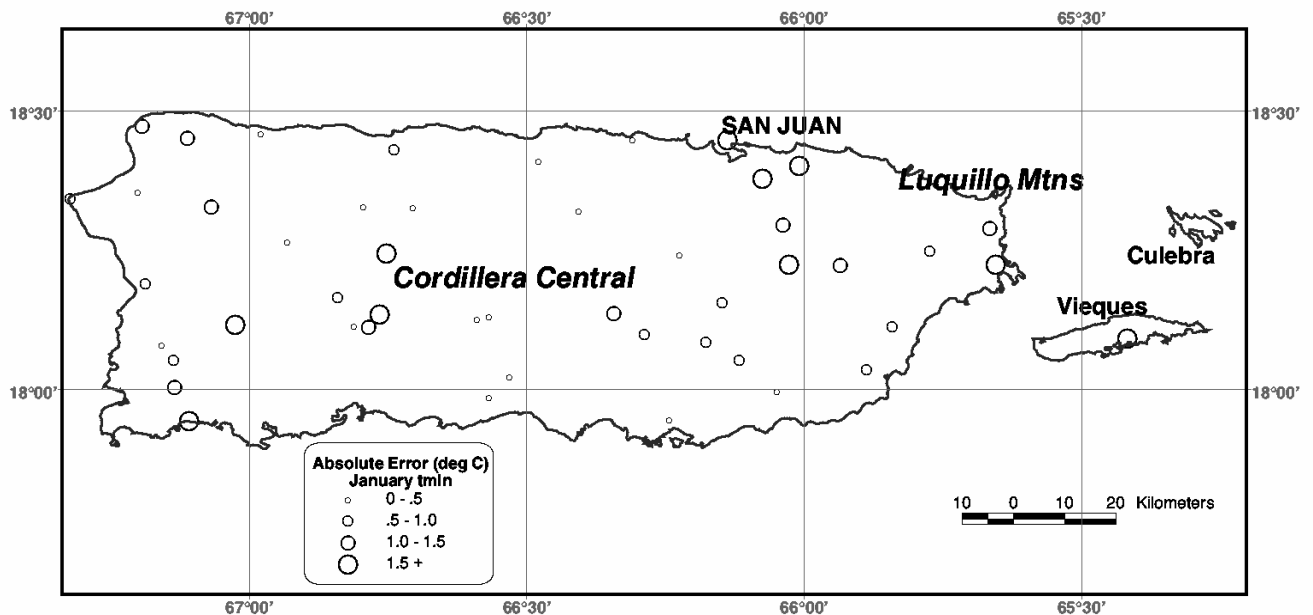 67°00' 66°30' 66°00' 65°30'
18°30' 18°30'
SAN JUAN
Luquillo Mtns
Culebra
Cordillera Central
Vieques
18°00' 18°00'
Absolute Error (deg C)
January tmin
0 - .5
.5 - 1.0
1.0 - 1.5
1.5 +
10 0 10 20 Kilometers
67°00' 66°30' 66°00' 65°30'